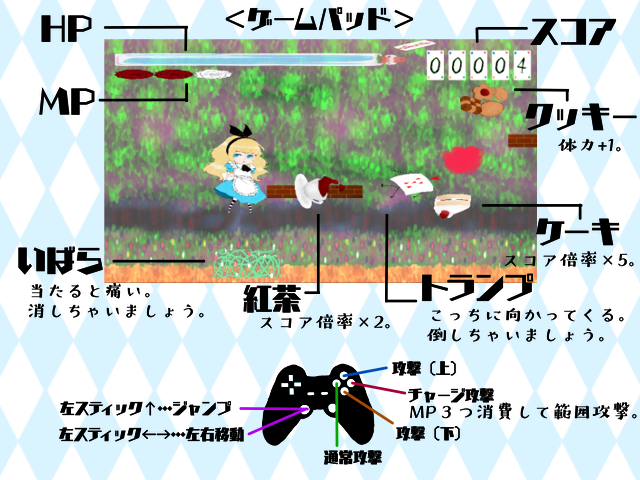 ＜ゲームパッド＞
HP
スコア
00004
MP
クッキー
体力+1。
ケーキ
スコア倍率×5。
いばら
当たると痛い。
消しちゃいましょう。
紅茶
スコア倍率×2。
トランプ
こっちに向かってくる。
倒しちゃいましょう。
攻撃〔上〕
チャージ攻撃
MP３つ消費して範囲攻撃。
攻撃〔下〕
通常攻撃
左スティック↑…ジャンプ
左スティック←→…左右移動